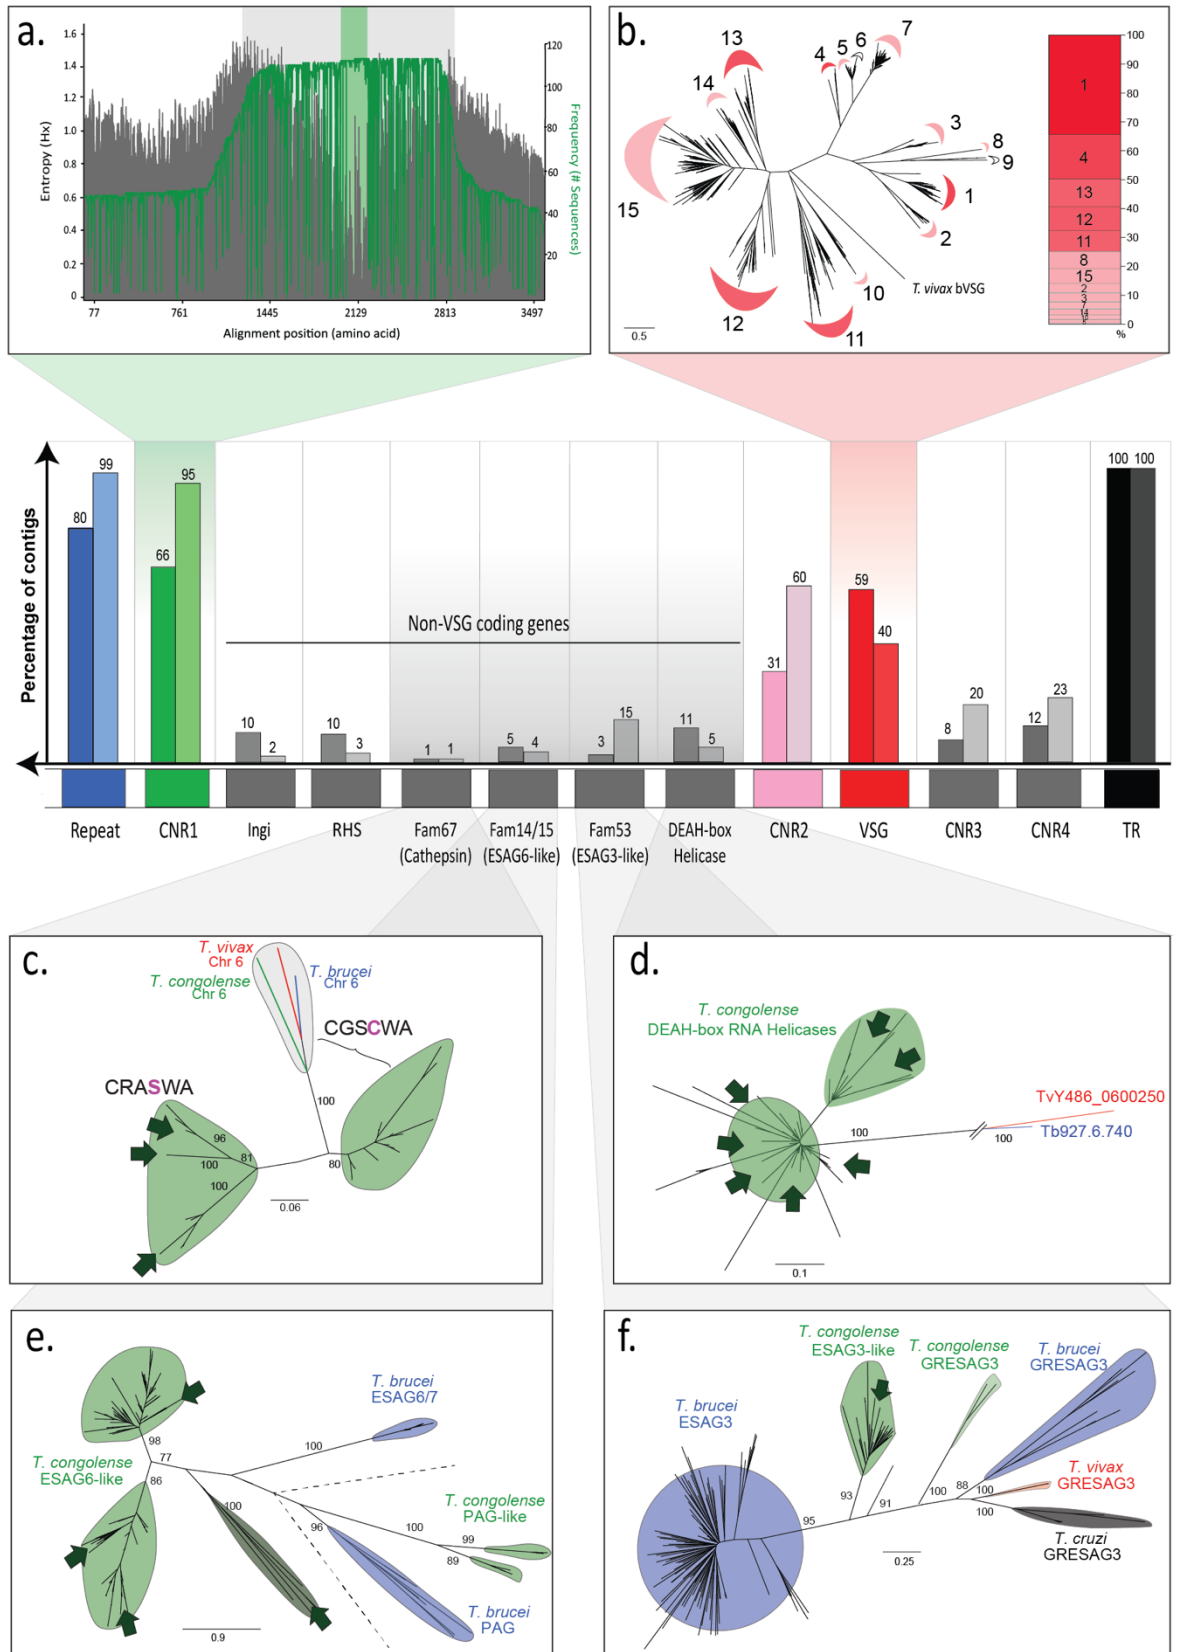 a.
1.6
1.4
1.2
1.0
0.8
0.6
0.4
0.2
0
Entropy (Hx)
120
100
80
60
40
20
Frequency (# Sequences)
77
761
1445
2129
2813
3497
Alignment position (amino acid)
b.
13
14
15
12
11
10
4
5
6
7
3
8
9
1
2
T. vivax bVSG
0.5
1
4
13
12
11
8
15
2
3
7
14
100
90
80
70
60
50
40
30
20
10
0
%
Percentage of contigs
80
99
66
95
10
2
10
3
1
1
5
4
3
15
11
5
31
60
59
40
8
20
12
23
100
100
Non-VSG coding genes
Repeat
CNR1
Ingi
RHS
Fam67
(Cathepsin)
Fam14/15
(ESAG6-like)
Fam53
(ESAG3-like)
DEAH-box
Helicase
CNR2
VSG
CNR3
CNR4
TR
c.
T. vivax
Chr 6
T. congolense
Chr 6
T. brucei
Chr 6
CGSCWA
CRASWA
100
96
100
81
100
80
0.06
d.
T. congolense
DEAH-box RNA Helicases
TvY486_0600250
Tb927.6.740
100
100
0.1
e.
T. brucei
ESAG6/7
T. congolense
ESAG6-like
T. congolense
PAG-like
T. brucei
PAG
98
77
86
100
100
96
100
99
89
0.9
f.
T. congolense
ESAG3-like
T. congolense
GRESAG3
T. brucei
GRESAG3
T. brucei
ESAG3
T. vivax
GRESAG3
T. cruzi
GRESAG3
95
93
91
100
88
100
100
0.25